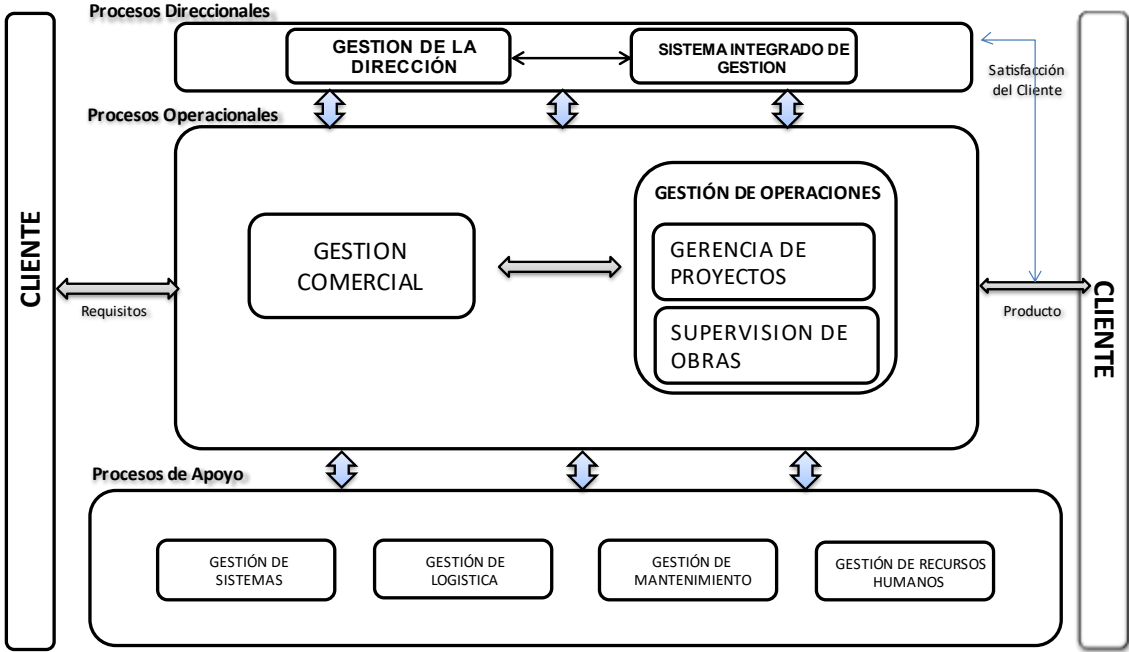 Procesos Direccionales
GESTION DE LA
DIRECCIÓN
SISTEMA INTEGRADO DE
GESTION
Satisfacción
del Cliente
Procesos Operacionales
CLIENTE
Requisitos
GESTION
COMERCIAL
GESTIÓN DE OPERACIONES
GERENCIA DE
PROYECTOS
SUPERVISION DE
OBRAS
Producto
CLIENTE
Procesos de Apoyo
GESTIÓN DE
SISTEMAS
GESTIÓN DE
LOGISTICA
GESTIÓN DE
MANTENIMIENTO
GESTIÓN DE RECURSOS
HUMANOS